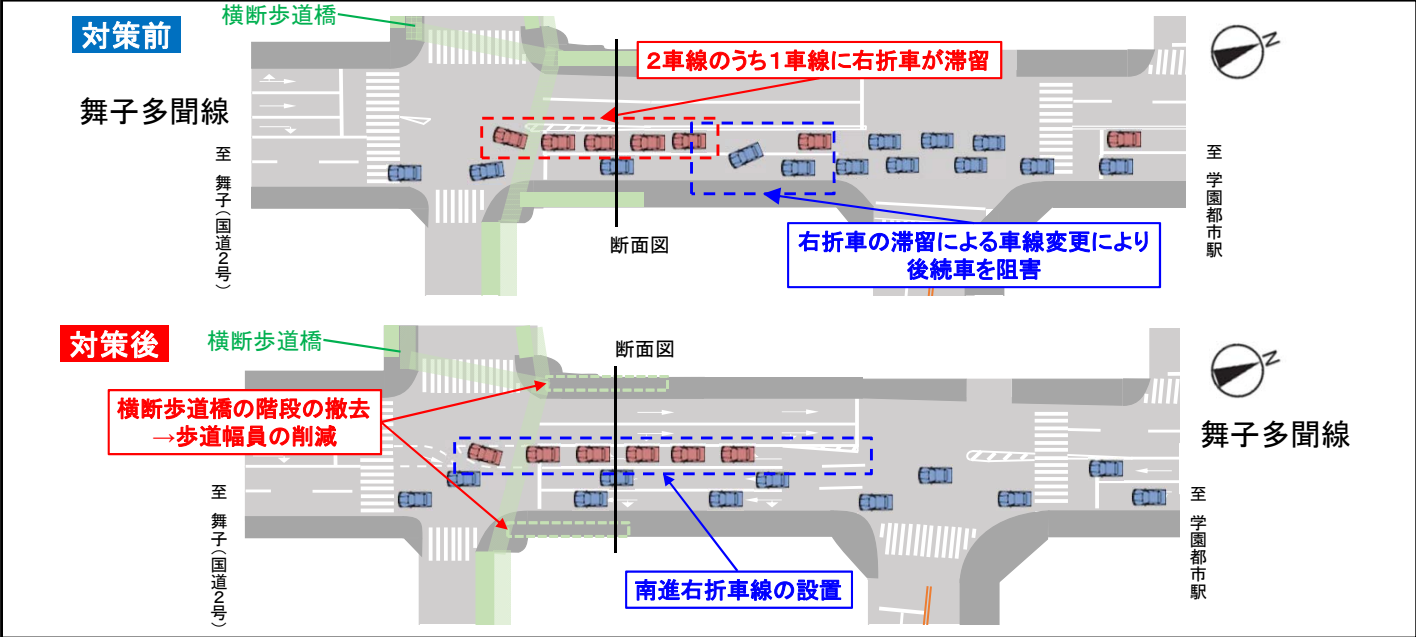 対策前
横断歩道橋
2車線のうち1車線に右折車が滞留
N
舞子多聞線
至 舞子(国道2号)
至 学園都市駅
断面図
右折車の滞留による車線変更により
後続車を阻害
対策後
横断歩道橋
断面図
N
横断歩道橋の階段の撤去
→歩道幅員の削減
舞子多聞線
至 舞子(国道2号)
至 学園都市駅
南進右折車線の設置